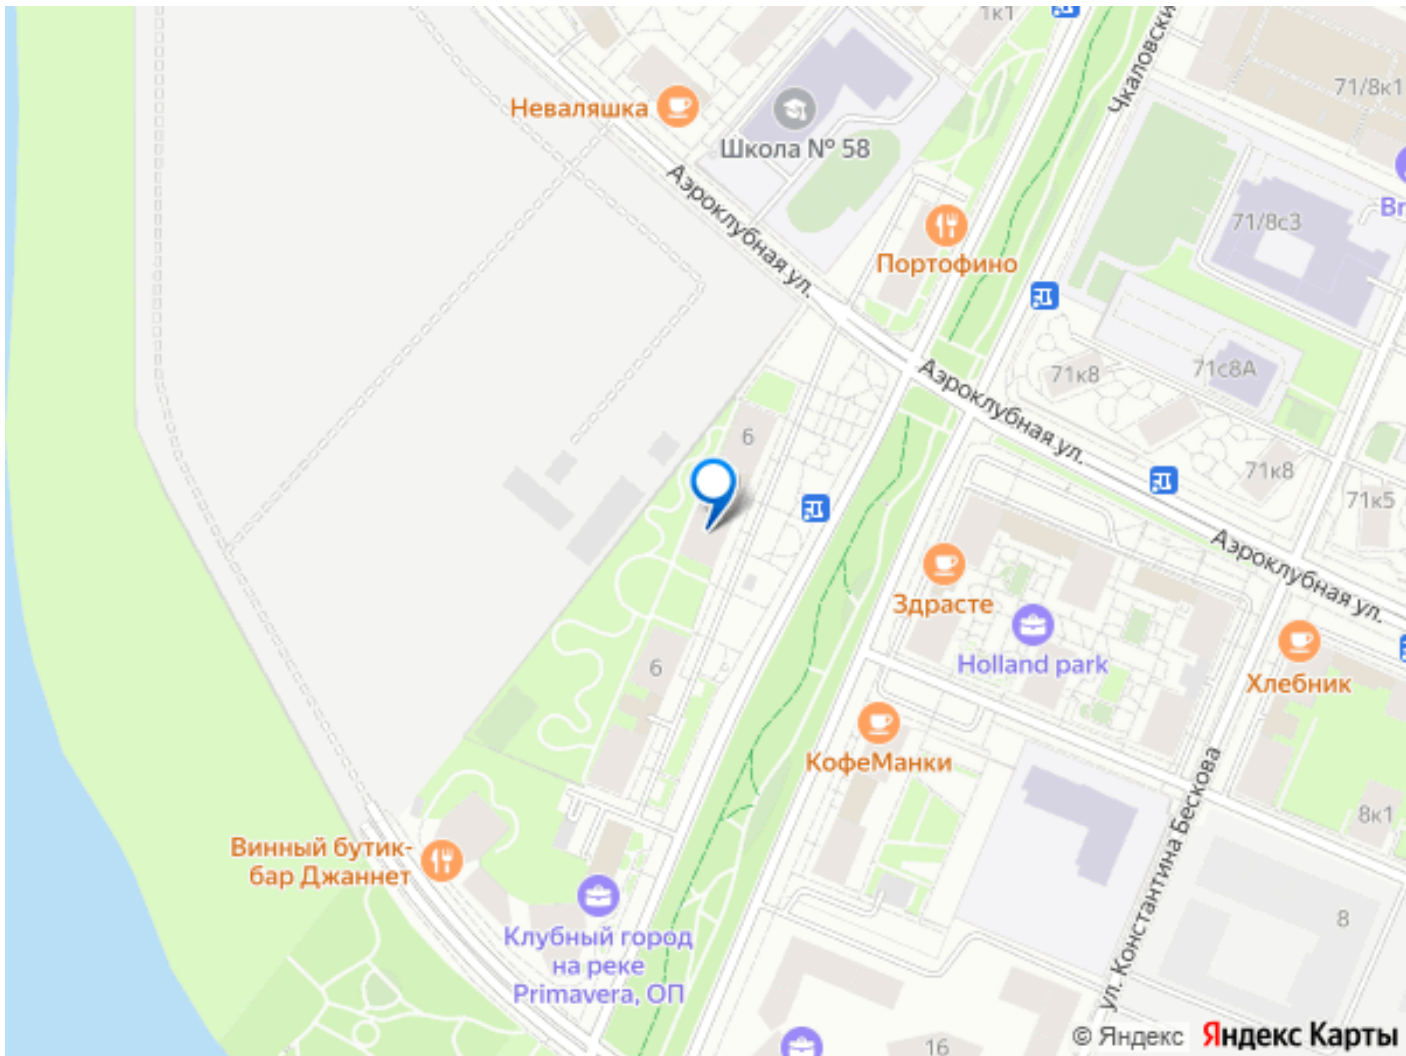 1к1
Чкаловски
71/8к1
Неваляшка
Школа № 58
Аэроклубная ул.
Br
71/8с3
Портофино
71к8
71с8А
Аэроклубная ул.
6
71к8
71к5
Аэроклубная ул.
Здрасте
Holland park
6
Хлебник
КофеМанки
ул. Константина Бескова
8к1
Винный бутик-
бар Джаннет
8
Клубный город
на реке
Primavera, ОП
16
© Яндекс Яндекс Карты